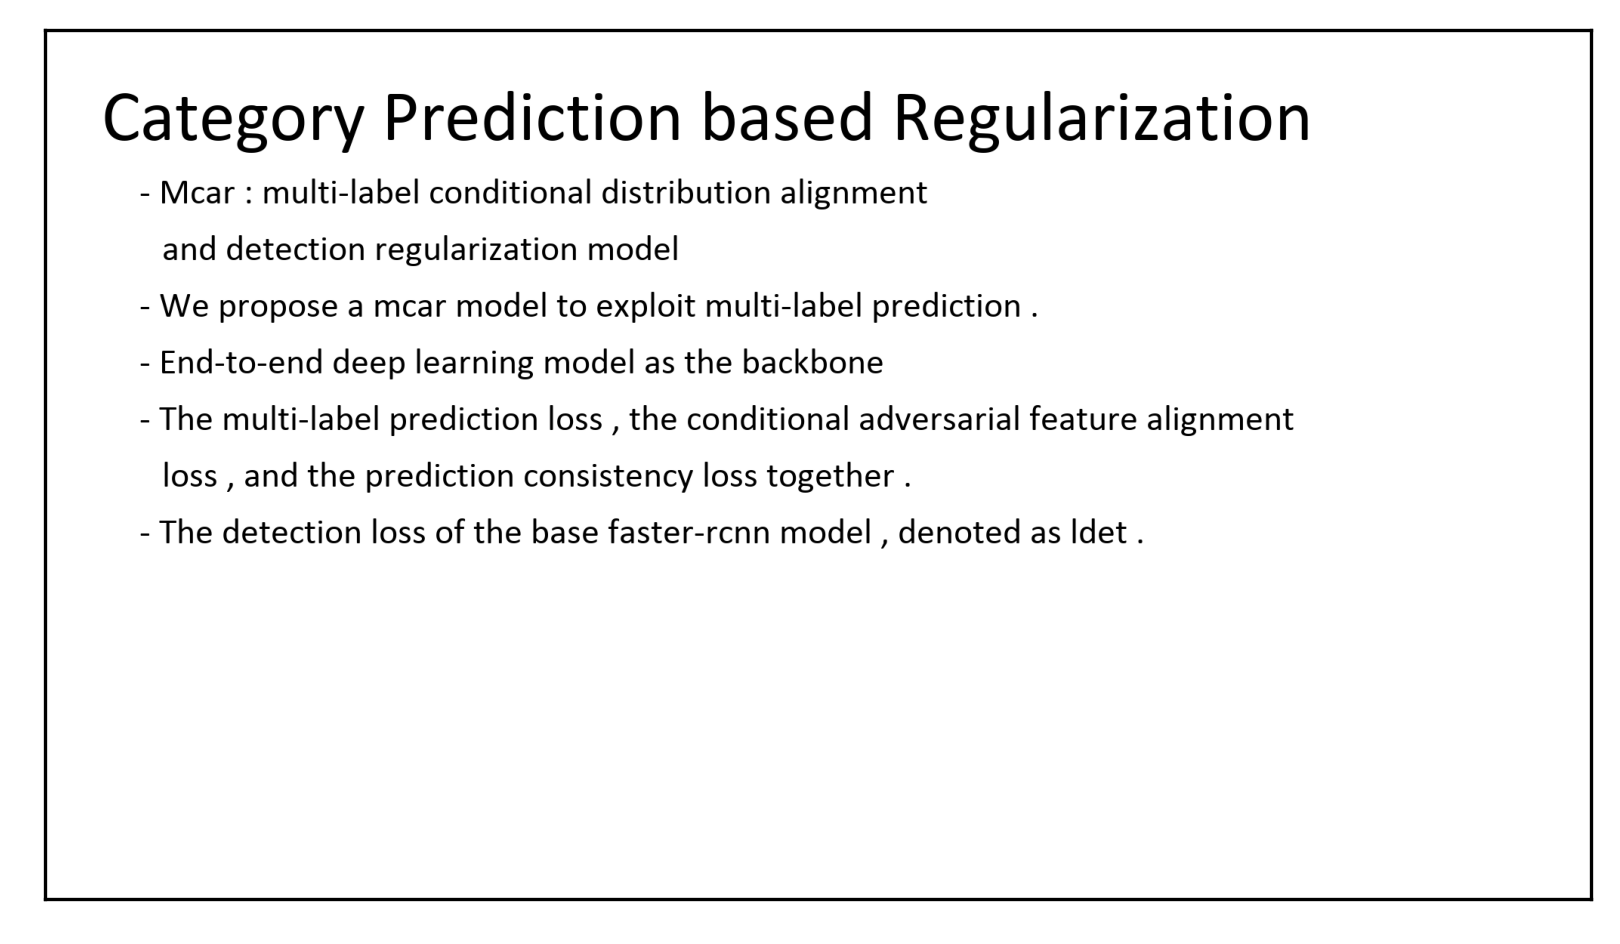 Category Prediction based Regularization
- Mcar : multi-label conditional distribution alignment
and detection regularization model
- We propose a mcar model to exploit multi-label prediction .
- End-to-end deep learning model as the backbone
- The multi-label prediction loss , the conditional adversarial feature alignment
loss , and the prediction consistency loss together .
- The detection loss of the base faster-rcnn model , denoted as ldet .